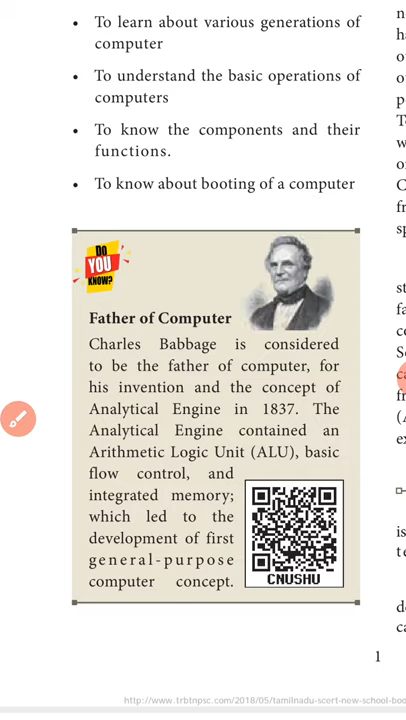 • To learn about various generations of
computer
• To understand the basic operations of
computers
• To know the components and their
functions.
• To know about booting of a computer
DO
YOU
KNOW?
Father of Computer
Charles Babbage is considered
to be the father of computer, for
his invention and the concept of
Analytical Engine in 1837. The
Analytical Engine contained an
Arithmetic Logic Unit (ALU), basic
flow control, and
integrated memory;
which led to the
development of first
general-purpose
computer concept.
CNUSHU
1
http://www.trbtnpsc.com/2018/05/tamilnadu-scert-new-school-boo